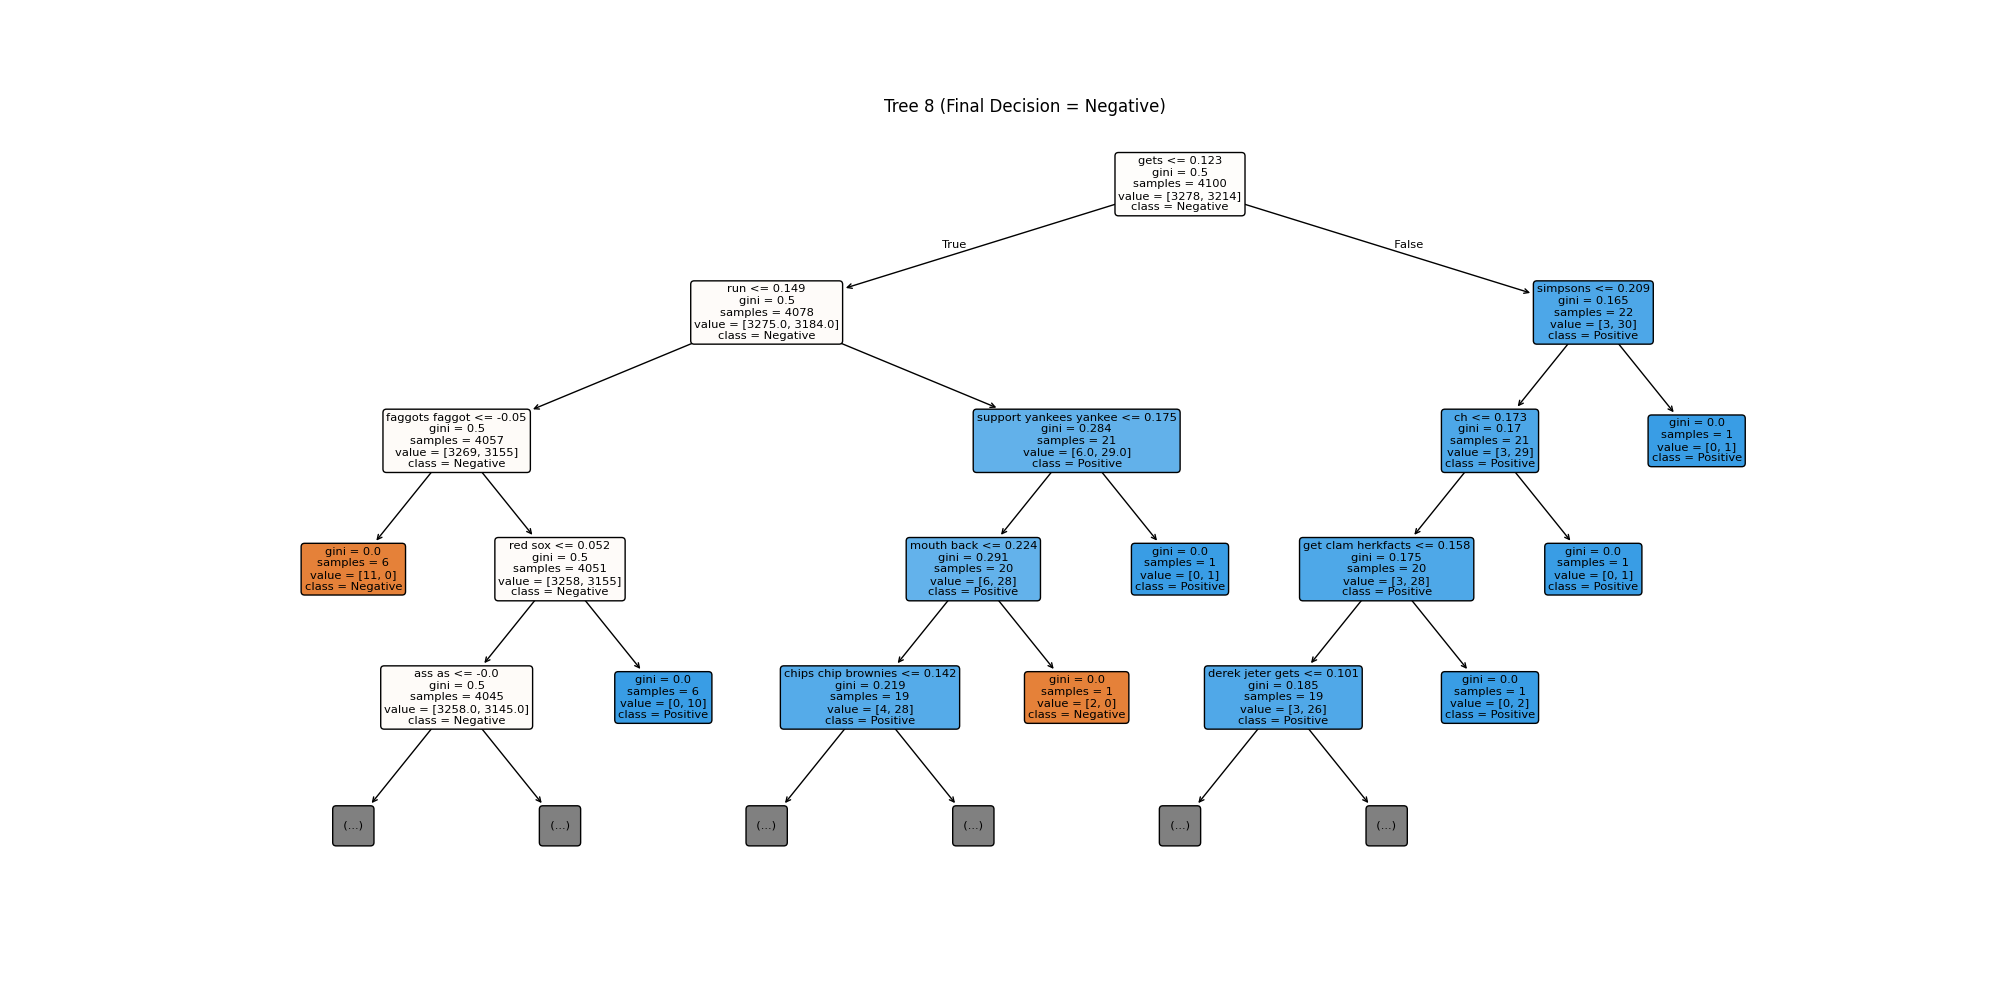 Tree 8 (Final Decision = Negative)
gets <= 0.123
gini = 0.5
samples = 4100
value = [3278, 3214]
class = Negative
True
False
run <= 0.149
gini = 0.5
samples = 4078
value = [3275.0, 3184.0]
class = Negative
simpsons <= 0.209
gini = 0.165
samples = 22
value = [3, 30]
class = Positive
faggots faggot <= -0.05
gini = 0.5
samples = 4057
value = [3269, 3155]
class = Negative
support yankees yankee <= 0.175
gini = 0.284
samples = 21
value = [6.0, 29.0]
class = Positive
ch <= 0.173
gini = 0.17
samples = 21
value = [3, 29]
class = Positive
gini = 0.0
samples = 1
value = [0, 1]
class = Positive
gini = 0.0
samples = 6
value = [11, 0]
class = Negative
red sox <= 0.052
gini = 0.5
samples = 4051
value = [3258, 3155]
class = Negative
mouth back <= 0.224
gini = 0.291
samples = 20
value = [6, 28]
class = Positive
gini = 0.0
samples = 1
value = [0, 1]
class = Positive
get clam herkfacts <= 0.158
gini = 0.175
samples = 20
value = [3, 28]
class = Positive
gini = 0.0
samples = 1
value = [0, 1]
class = Positive
ass as <= -0.0
gini = 0.5
samples = 4045
value = [3258.0, 3145.0]
class = Negative
gini = 0.0
samples = 6
value = [0, 10]
class = Positive
chips chip brownies <= 0.142
gini = 0.219
samples = 19
value = [4, 28]
class = Positive
gini = 0.0
samples = 1
value = [2, 0]
class = Negative
derek jeter gets <= 0.101
gini = 0.185
samples = 19
value = [3, 26]
class = Positive
gini = 0.0
samples = 1
value = [0, 2]
class = Positive
(...)
(...)
(...)
(...)
(...)
(...)